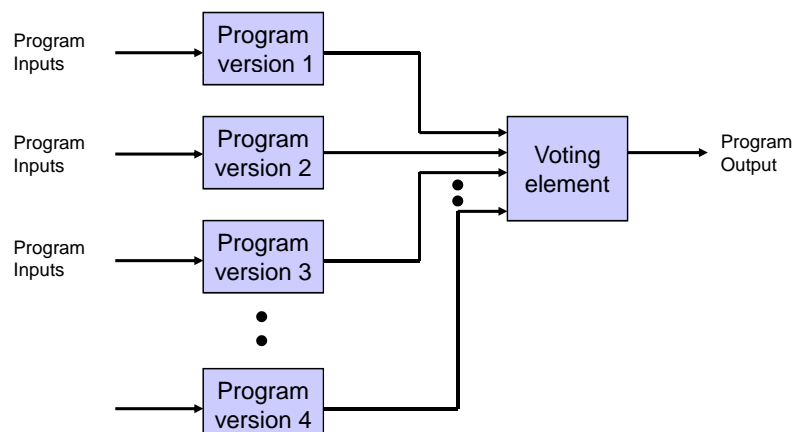 Program
Inputs
Program
version 1
Program
Inputs
Program
version 2
Voting
element
Program
Output
Program
Inputs
Program
version 3
Program
version 4